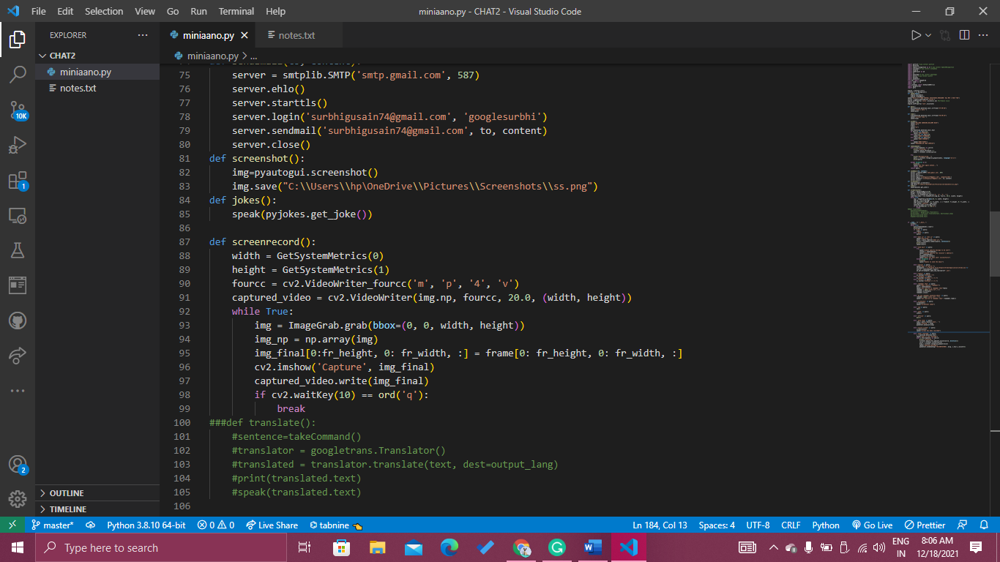 File Edit Selection View Go Run Terminal Help
miniaano.py - CHAT2 - Visual Studio Code
EXPLORER
CHAT2
miniaano.py
notes.txt
OUTLINE
TIMELINE
10K
1
2
miniaano.py
notes.txt
miniaano.py > ...
75 server = smtplib.SMTP('smtp.gmail.com', 587)
76 server.ehlo()
77 server.starttls()
78 server.login('surbhigusain74@gmail.com', 'googlesurbhi')
79 server.sendmail('surbhigusain74@gmail.com', to, content)
80 server.close()
81 def screenshot():
82 img=pyautogui.screenshot()
83 img.save("C:\\Users\\hp\OneDrive\\Pictures\\Screenshots\\ss.png")
84 def jokes():
85 speak(pyjokes.get_joke())
86
87 def screenrecord():
88 width = GetSystemMetrics(0)
89 height = GetSystemMetrics(1)
90 fourcc = cv2.VideoWriter_fourcc('m', 'p', '4', 'v')
91 captured_video = cv2.VideoWriter(img.np, fourcc, 20.0, (width, height))
92 while True:
93 img = ImageGrab.grab(bbox=(0, 0, width, height))
94 img_np = np.array(img)
95 img_final[0:fr_height, 0: fr_width, :] = frame[0: fr_height, 0: fr_width, :]
96 cv2.imshow('Capture', img_final)
97 captured_video.write(img_final)
98 if cv2.waitKey(10) == ord('q'):
99 break
100 ###def translate():
101 #sentence=takeCommand()
102 #translator = googletrans.Translator()
103 #translated = translator.translate(text, dest=output_lang)
104 #print(translated.text)
105 #speak(translated.text)
106
master* Python 3.8.10 64-bit 0 0 Live Share tabnine Ln 184, Col 13 Spaces: 4 UTF-8 CRLF Python Go Live Prettier
Type here to search
ENG
IN
8:06 AM
12/18/2021